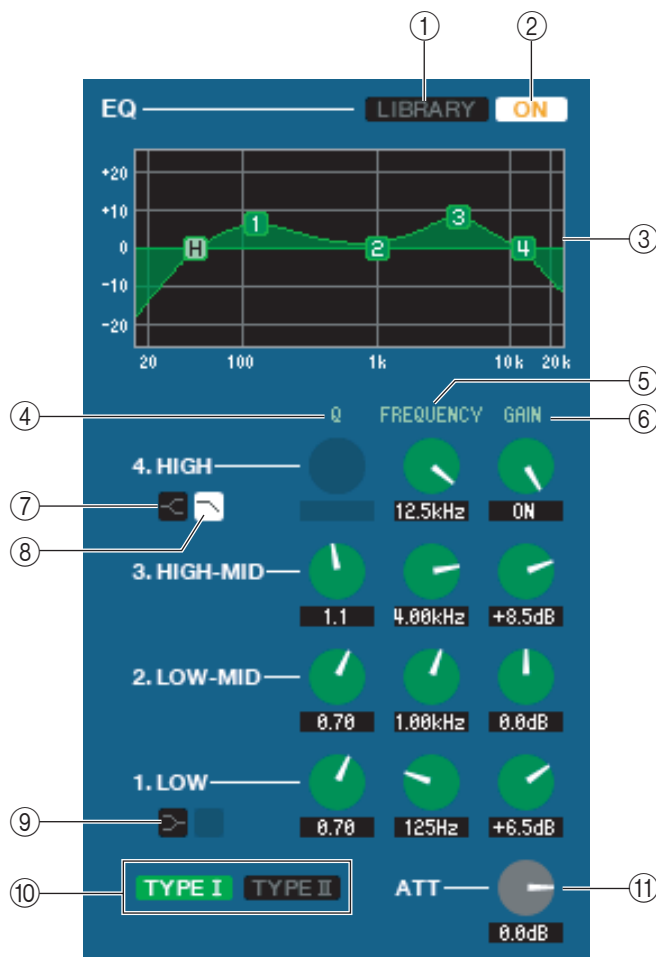 ① ②
EQ LIBRARY ON
+20
+10
0
-10
-20
H 1 2 3 4
③
20 100 1k 10k 20k
④ ⑤ ⑥
Q FREQUENCY GAIN
4. HIGH
⑦
⑧
12.5kHz ON
3. HIGH-MID
1.1 4.00kHz +8.5dB
2. LOW-MID
0.70 1.00kHz 0.0dB
1. LOW
⑨
0.70 125Hz +6.5dB
⑩ TYPE I TYPE II ATT ⑪
0.0dB